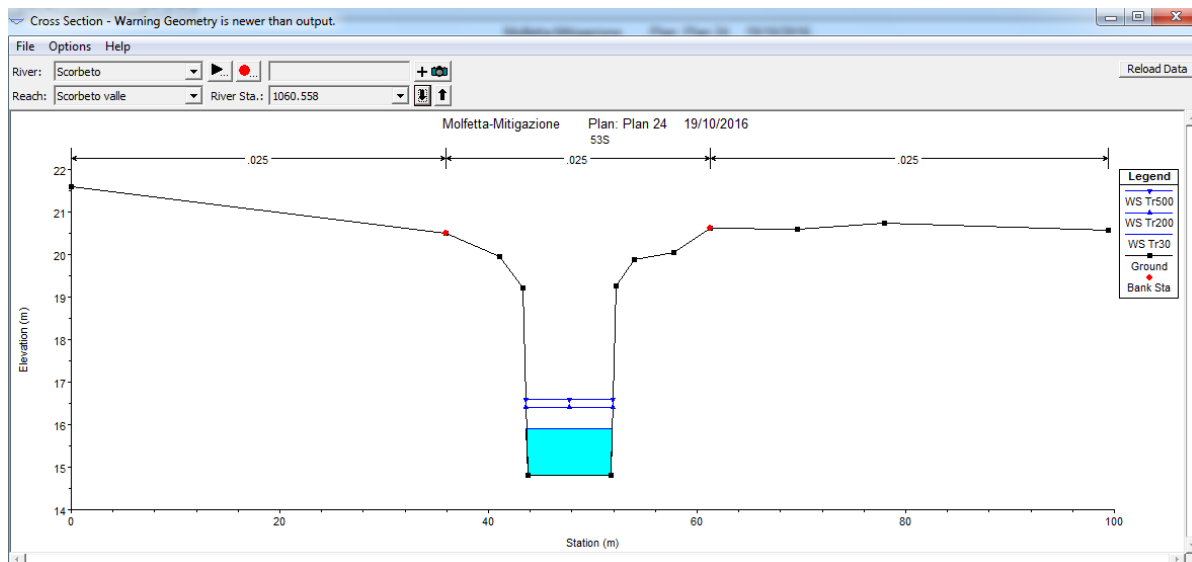 Cross Section - Warning Geometry is newer than output.
File Options Help
River: Scorbeto
Reload Data
Reach: Scorbeto valle River Sta.: 1060.558
Molfetta-Mitigazione Plan: Plan 24 19/10/2016
53S
.025 .025 .025
22
21
20
19
18
17
16
15
14
Elevation (m)
0 20 40 60 80 100
Station (m)
Legend
WS Tr500
WS Tr200
WS Tr30
Ground
Bank Sta